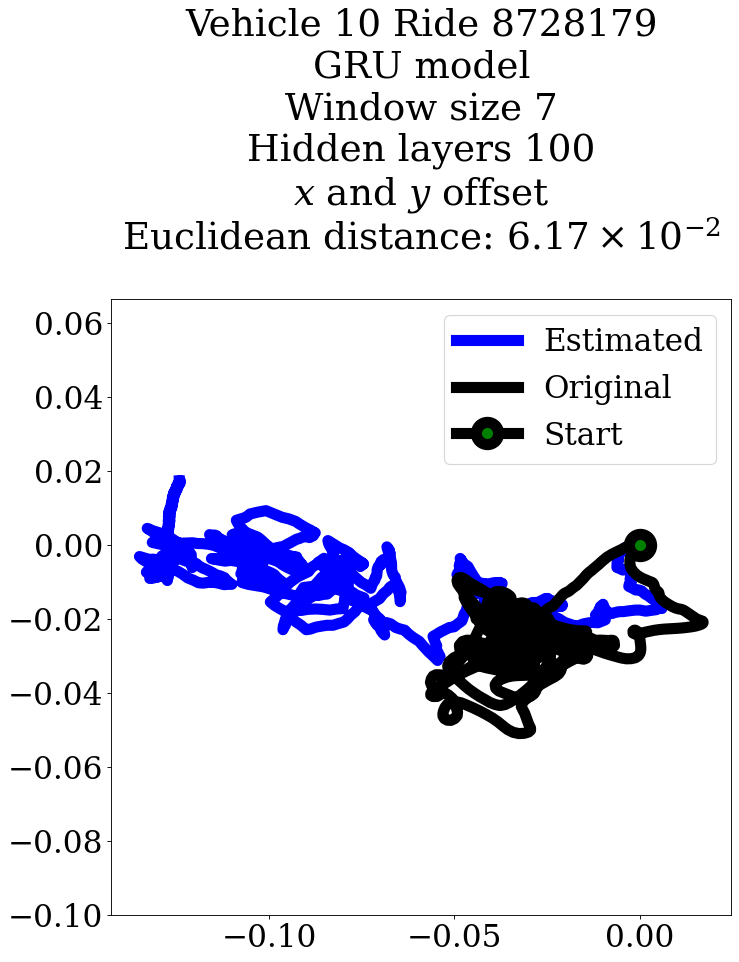 Vehicle 10 Ride 8728179
GRU model
Window size 7
Hidden layers 100
x and y offset
Euclidean distance: 6.17 × 10⁻²
Estimated
Original
Start
0.06
0.04
0.02
0.00
−0.02
−0.04
−0.06
−0.08
−0.10
−0.10 −0.05 0.00